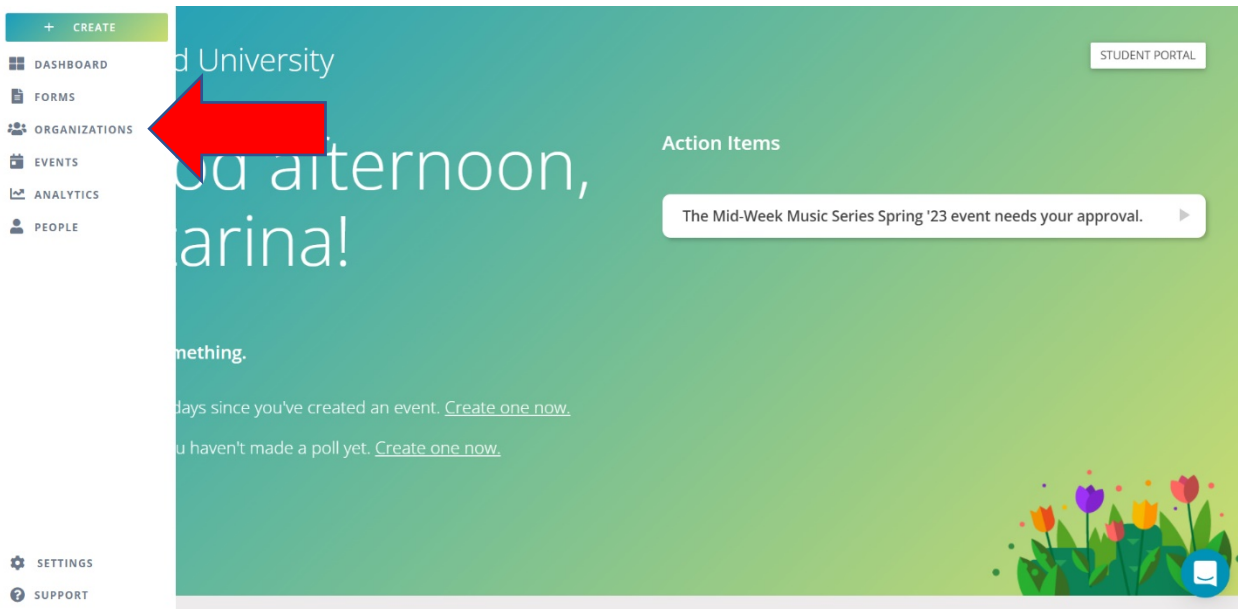 + CREATE
DASHBOARD
FORMS
ORGANIZATIONS
EVENTS
ANALYTICS
PEOPLE
SETTINGS
SUPPORT
d University
STUDENT PORTAL
od afternoon,
arina!
Action Items
The Mid-Week Music Series Spring '23 event needs your approval.
mething.
days since you've created an event. Create one now.
u haven't made a poll yet. Create one now.